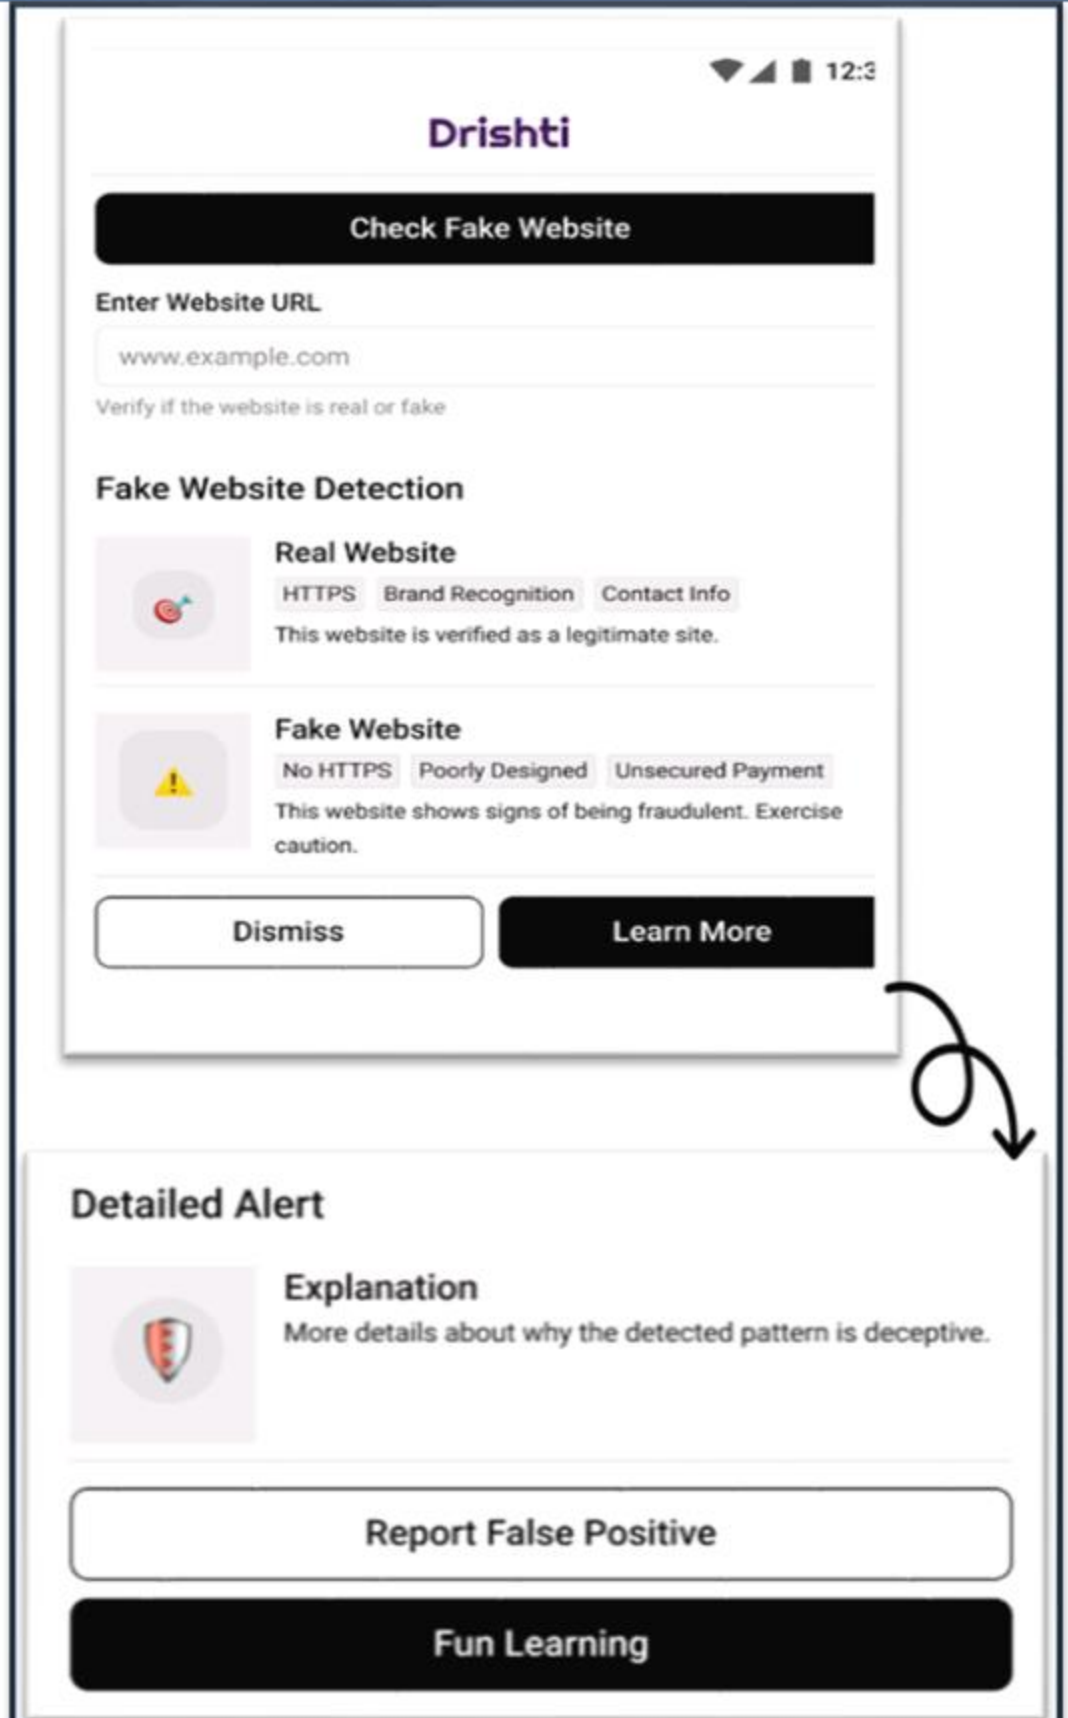 12:3
Drishti
Check Fake Website
Enter Website URL
www.example.com
Verify if the website is real or fake
Fake Website Detection
Real Website
HTTPS Brand Recognition Contact Info
This website is verified as a legitimate site.
Fake Website
No HTTPS Poorly Designed Unsecured Payment
This website shows signs of being fraudulent. Exercise
caution.
Dismiss Learn More
Detailed Alert
Explanation
More details about why the detected pattern is deceptive.
Report False Positive
Fun Learning